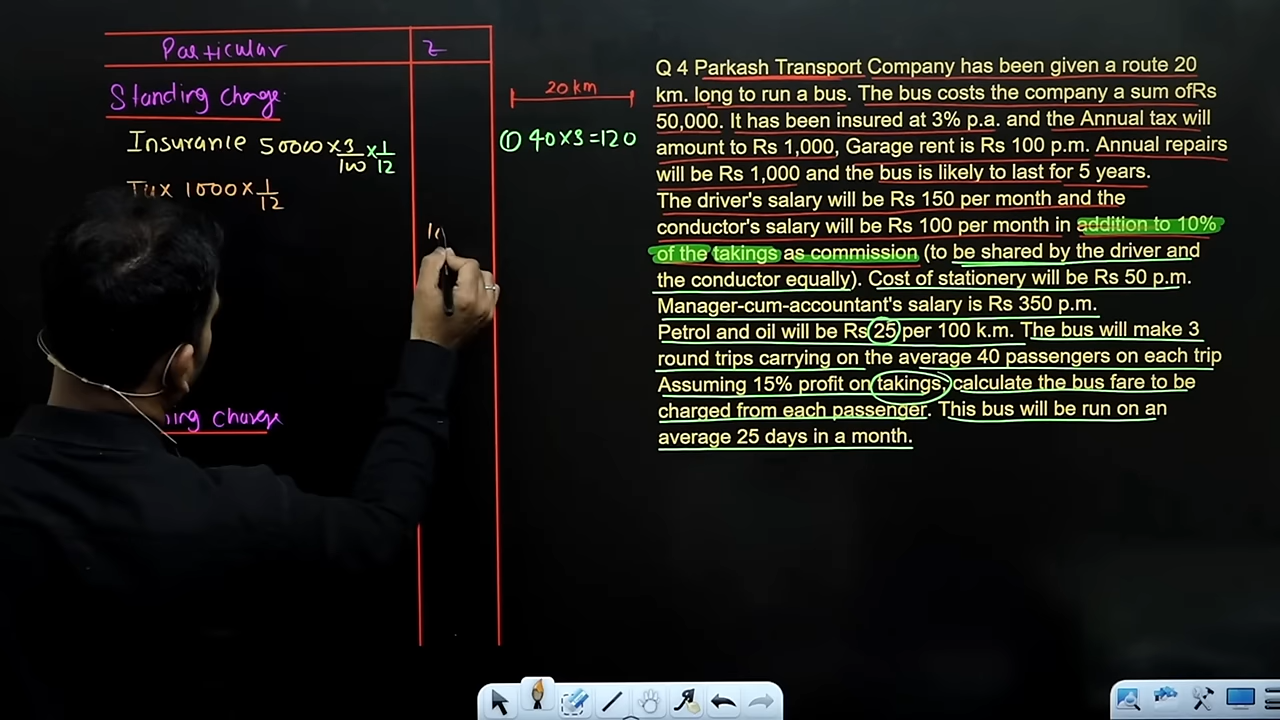 Particular ₹
Standing charge
Insurance 50000 × 3/100 × 1/12
Tax 1000 × 1/12
10
ing charge
20 km
① 40 × 3 = 120
Q 4 Parkash Transport Company has been given a route 20
km. long to run a bus. The bus costs the company a sum ofRs
50,000. It has been insured at 3% p.a. and the Annual tax will
amount to Rs 1,000, Garage rent is Rs 100 p.m. Annual repairs
will be Rs 1,000 and the bus is likely to last for 5 years.
The driver's salary will be Rs 150 per month and the
conductor's salary will be Rs 100 per month in addition to 10%
of the takings as commission (to be shared by the driver and
the conductor equally). Cost of stationery will be Rs 50 p.m.
Manager-cum-accountant's salary is Rs 350 p.m.
Petrol and oil will be Rs 25 per 100 k.m. The bus will make 3
round trips carrying on the average 40 passengers on each trip
Assuming 15% profit on takings, calculate the bus fare to be
charged from each passenger. This bus will be run on an
average 25 days in a month.